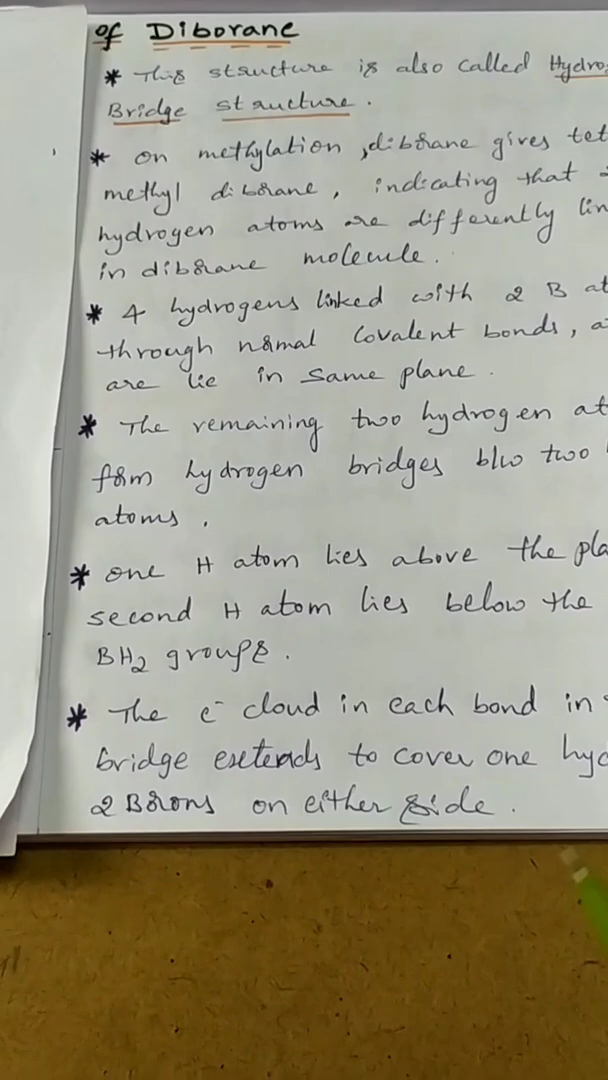 of Diborane
* This structure is also called Hydro
Bridge structure.
* on methylation, diborane gives tet
methyl diborane, indicating that
hydrogen atoms are differently lin
in diborane molecule.
* 4 hydrogens linked with 2 B at
through normal covalent bonds, a
are lie in same plane.
* The remaining two hydrogen at
form hydrogen bridges b/w two
atoms.
* one H atom lies above the pla
second H atom lies below the
BH2 groups.
* The e- cloud in each bond in
bridge extends to cover one hyd
2 Borons on either side.